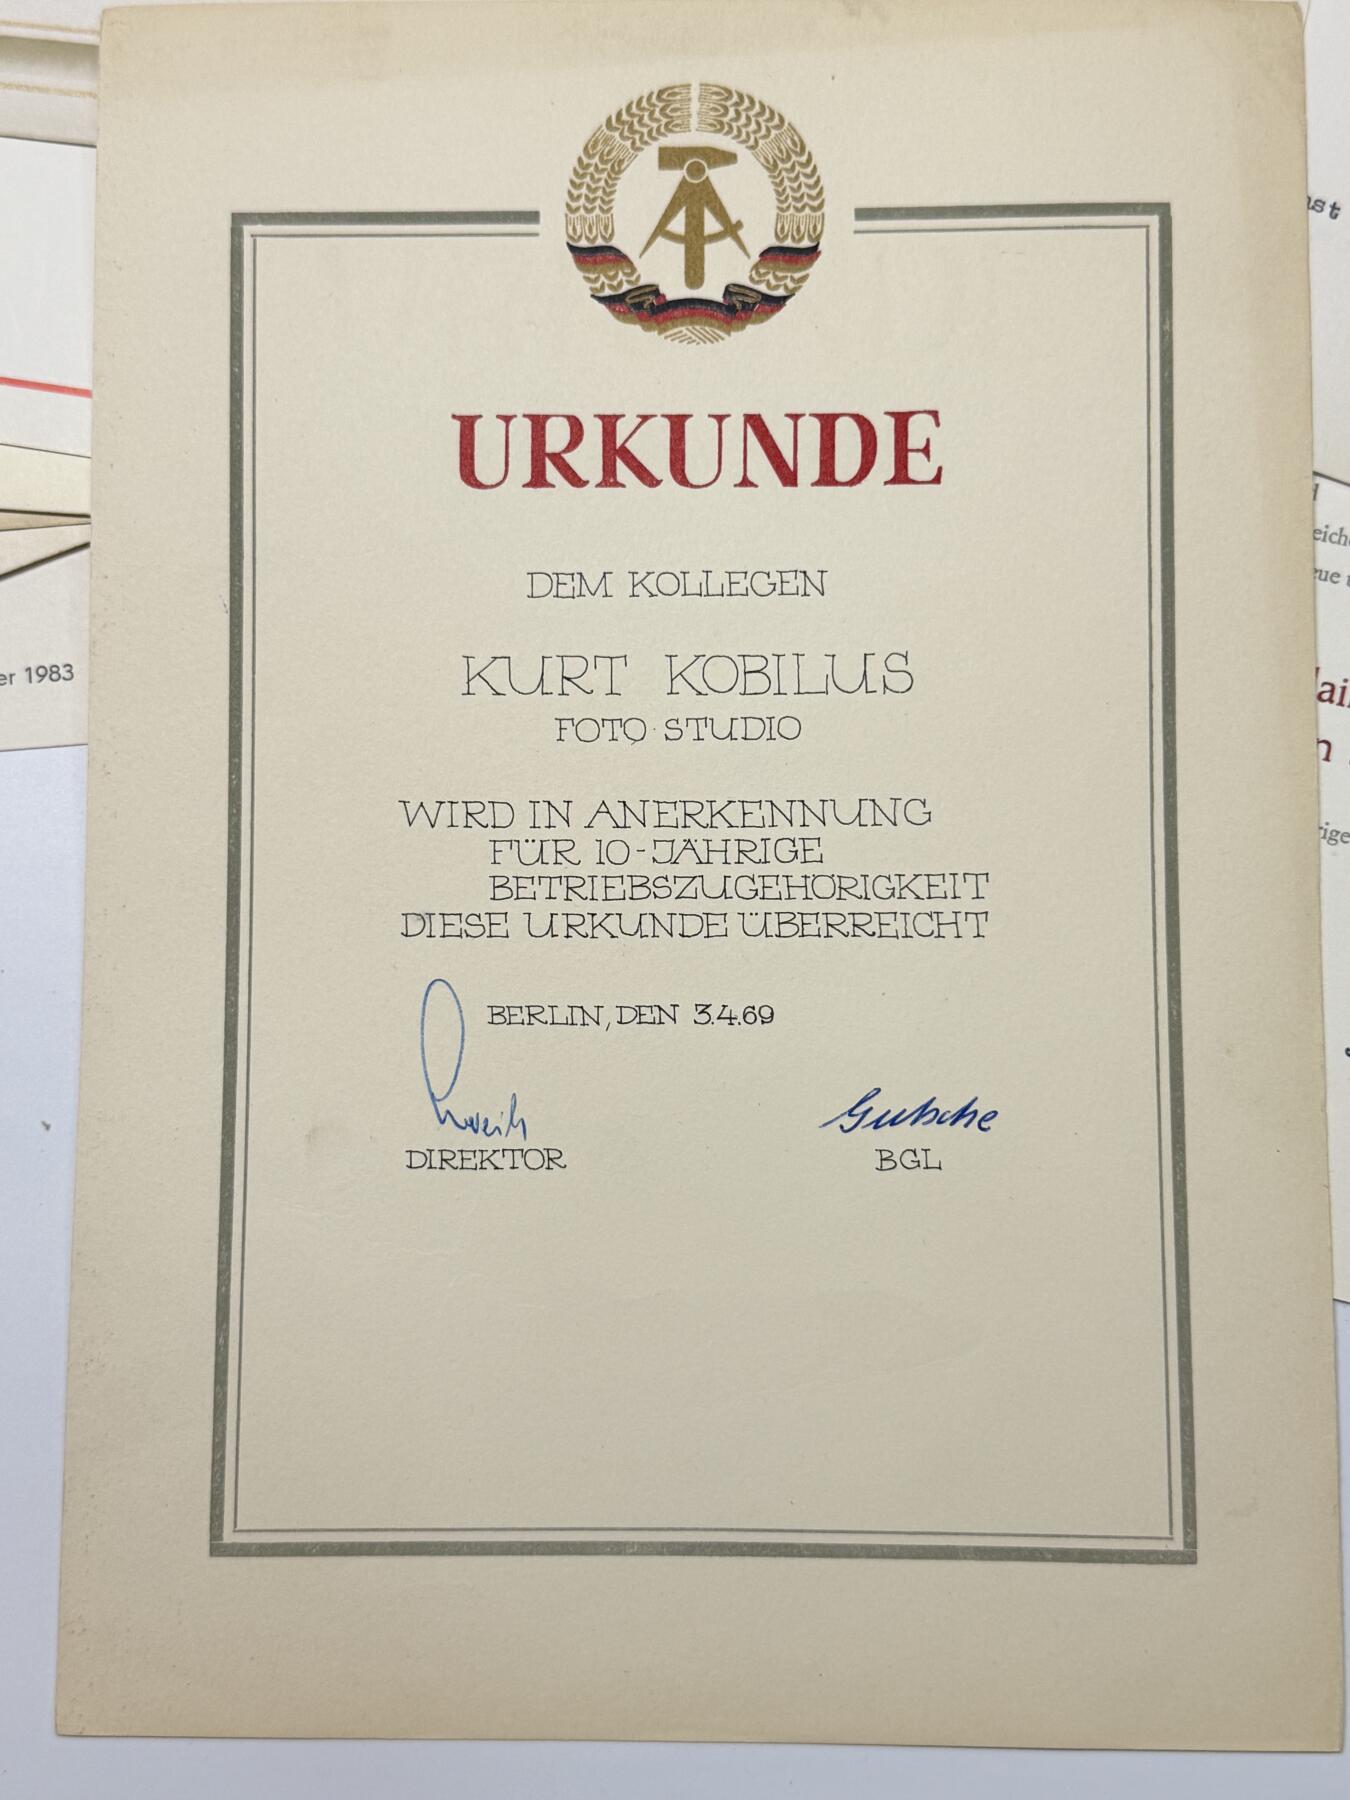 URKUNDE
DEM KOLLEGEN
KURT KOBILUS
FOTO·STUDIO
WIRD IN ANERKENNUNG
FÜR 10-JÄHRIGE
BETRIEBSZUGEHÖRIGKEIT
DIESE URKUNDE ÜBERREICHT
BERLIN, DEN 3.4.69
Gutsche
DIREKTOR
BGL
er 1983